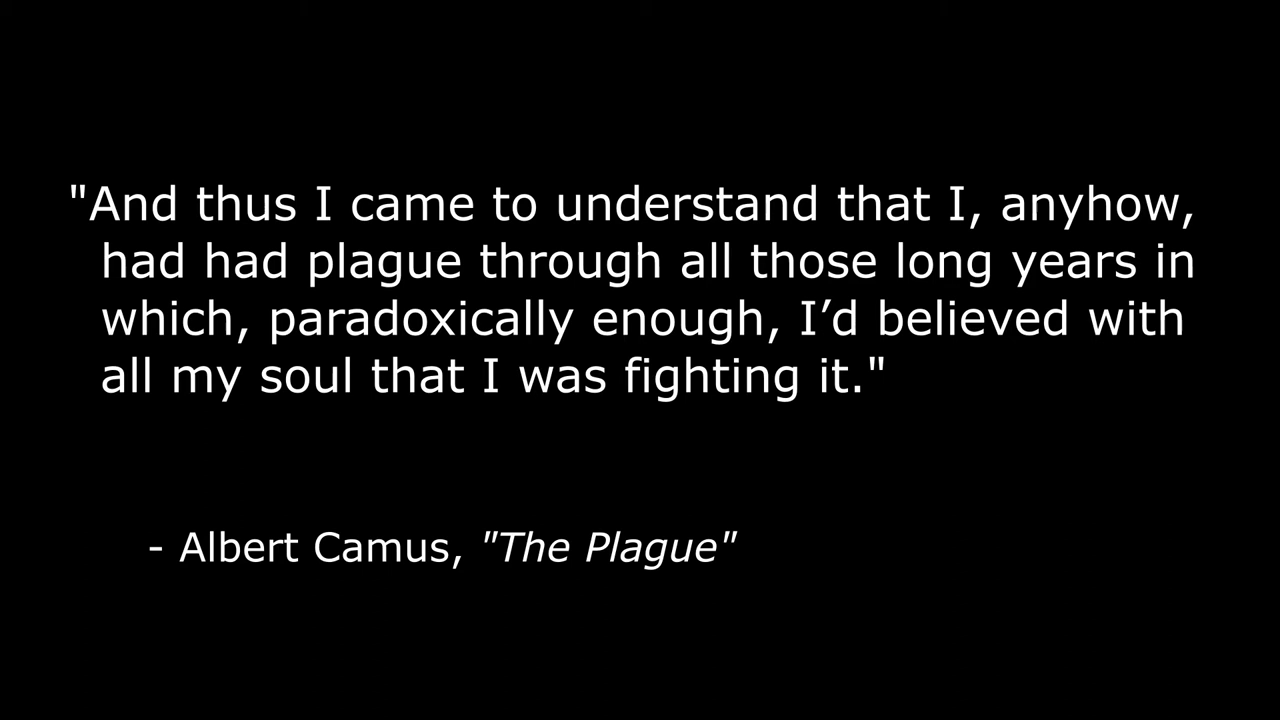 "And thus I came to understand that I, anyhow,
had had plague through all those long years in
which, paradoxically enough, I’d believed with
all my soul that I was fighting it."
- Albert Camus, "The Plague"